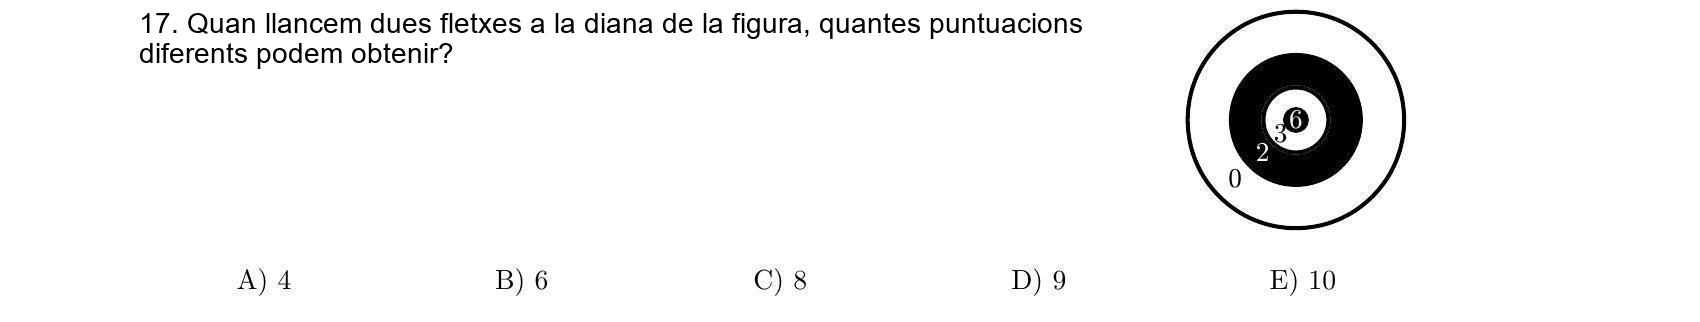 17. Quan llancem dues fletxes a la diana de la figura, quantes puntuacions
diferents podem obtenir?
6
3
2
0
A) 4 B) 6 C) 8 D) 9 E) 10